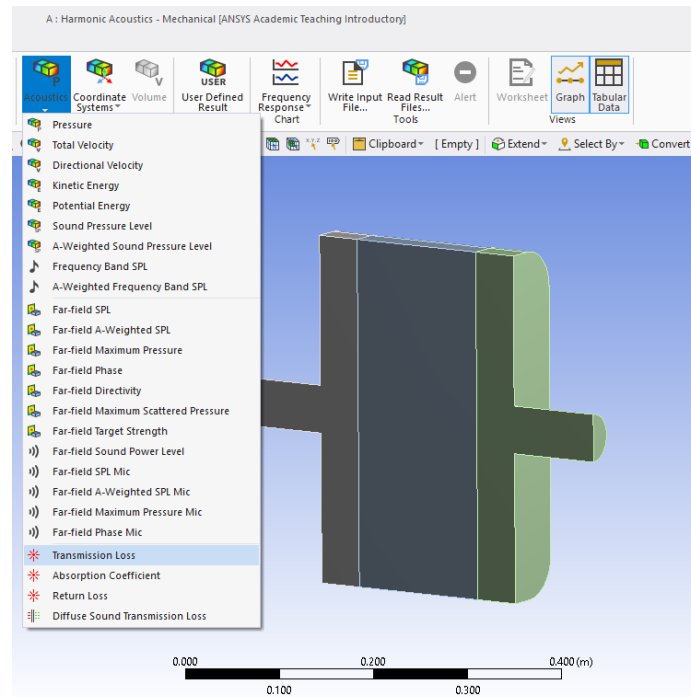 A : Harmonic Acoustics - Mechanical [ANSYS Academic Teaching Introductory]
Acoustics Coordinate Systems Volume User Defined Result Frequency Response Write Input File... Read Result Files... Alert Worksheet Graph Tabular Data
Chart Tools Views
Clipboard [ Empty ] Extend Select By Convert
Pressure
Total Velocity
Directional Velocity
Kinetic Energy
Potential Energy
Sound Pressure Level
A-Weighted Sound Pressure Level
Frequency Band SPL
A-Weighted Frequency Band SPL
Far-field SPL
Far-field A-Weighted SPL
Far-field Maximum Pressure
Far-field Phase
Far-field Directivity
Far-field Maximum Scattered Pressure
Far-field Target Strength
Far-field Sound Power Level
Far-field SPL Mic
Far-field A-Weighted SPL Mic
Far-field Maximum Pressure Mic
Far-field Phase Mic
Transmission Loss
Absorption Coefficient
Return Loss
Diffuse Sound Transmission Loss
0.000 0.200 0.400 (m)
0.100 0.300